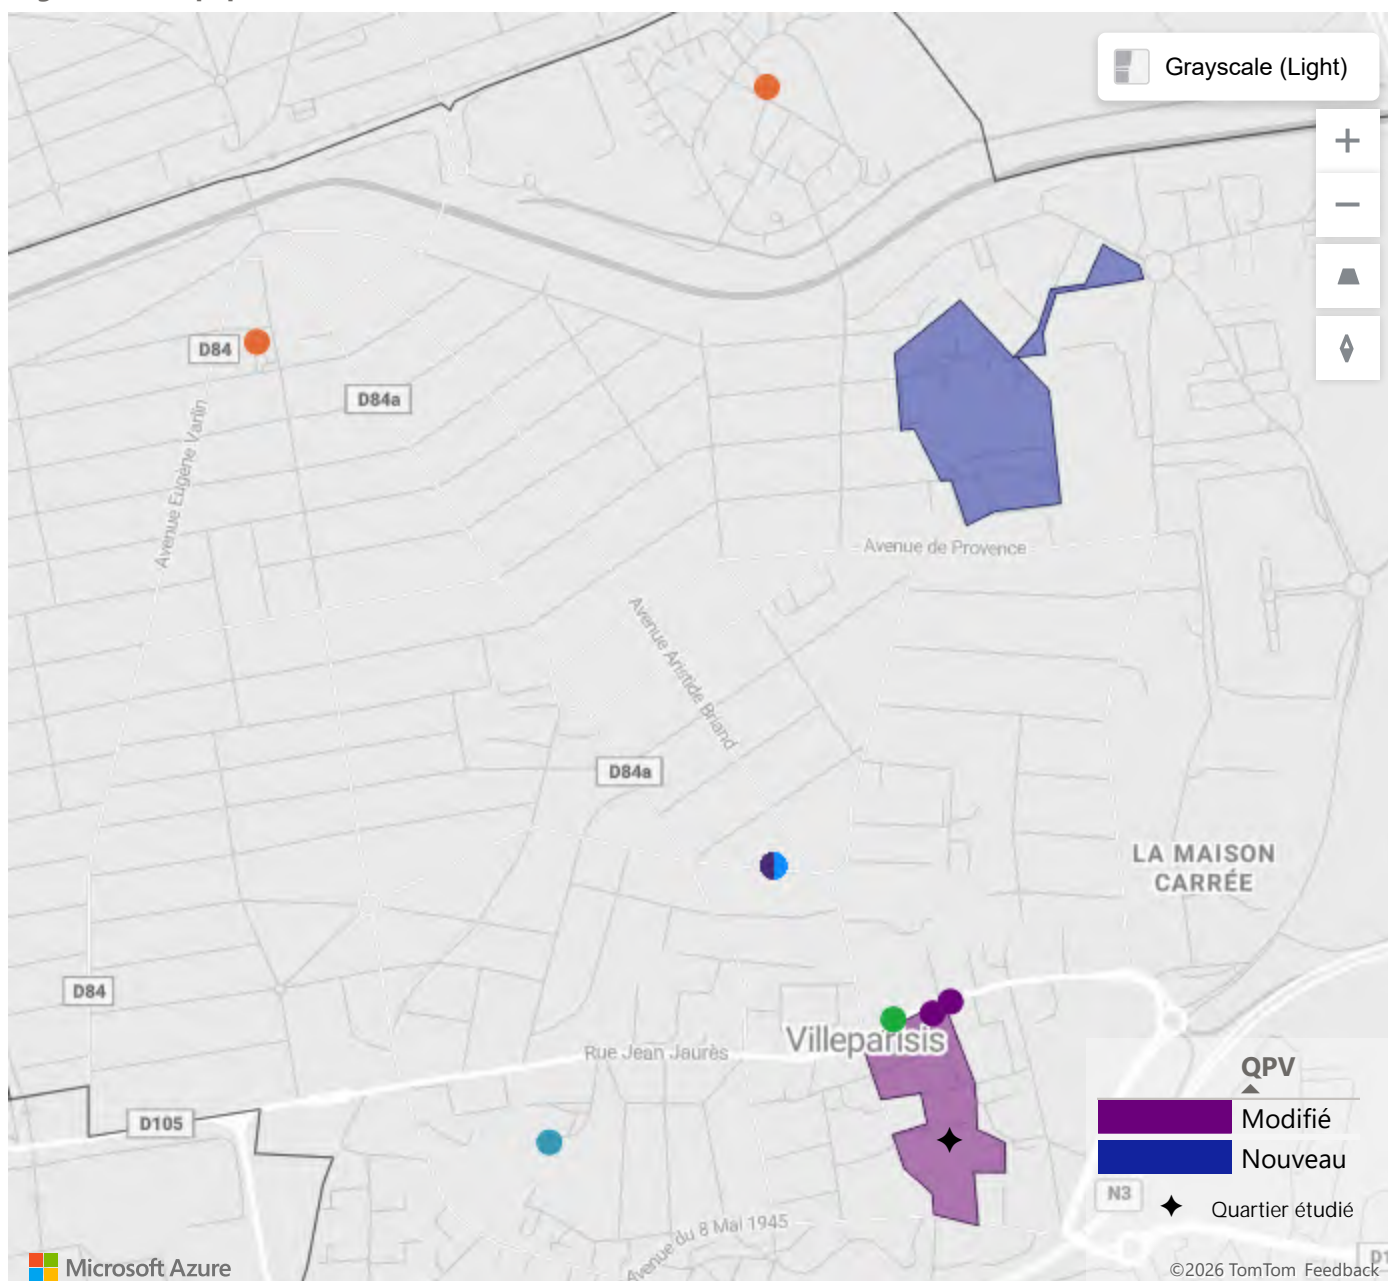 Grayscale (Light)
D84
D84a
Avenue Eugène Varlin
Avenue de Provence
Avenue Aristide Briand
D84a
LA MAISON
CARRÉE
D84
Villeparisis
Rue Jean Jaurès
QPV
D105
Modifié
Nouveau
N3
Quartier étudié
Avenue du 8 Mai 1945
Microsoft Azure
©2026 TomTom Feedback